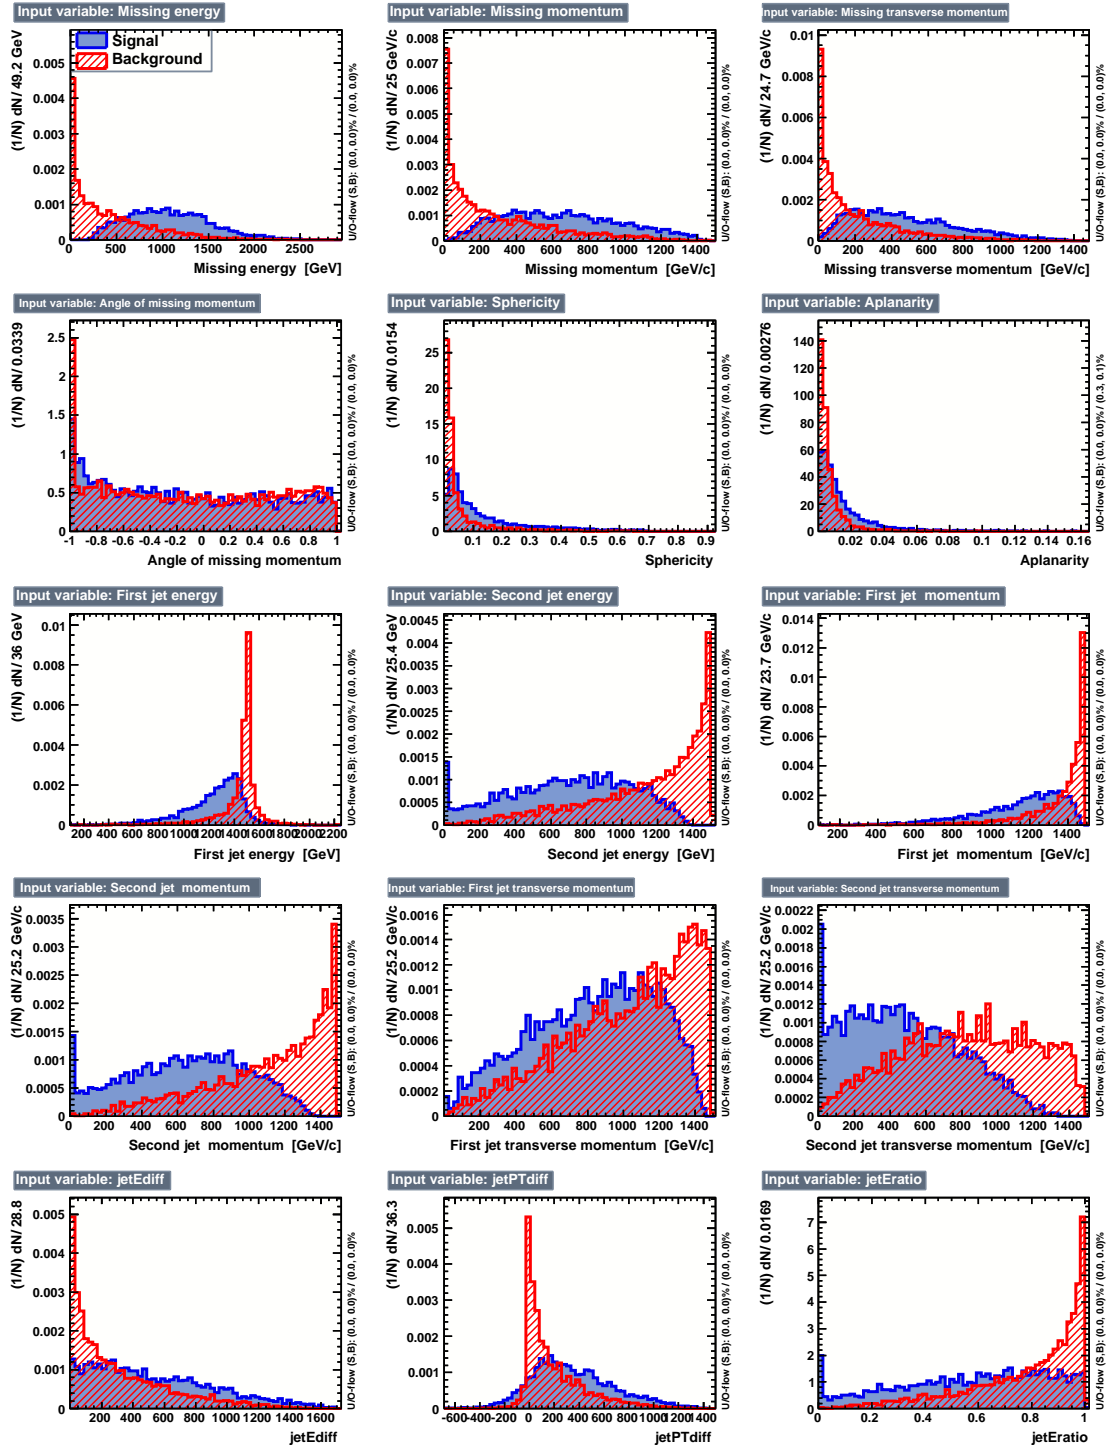 Input variable: Missing energy
(1/N) dN/ 49.2 GeV
0.005
0.004
0.003
0.002
0.001
0
Signal
Background
0 500 1000 1500 2000 2500
Missing energy [GeV]
U/O-flow (S,B): (0.0, 0.0)% / (0.0, 0.0)%
Input variable: Missing momentum
(1/N) dN/ 25 GeV/c
0.008
0.007
0.006
0.005
0.004
0.003
0.002
0.001
0
200 400 600 800 1000 1200 1400
Missing momentum [GeV/c]
U/O-flow (S,B): (0.0, 0.0)% / (0.0, 0.0)%
Input variable: Missing transverse momentum
(1/N) dN/ 24.7 GeV/c
0.01
0.008
0.006
0.004
0.002
0
0 200 400 600 800 1000 1200 1400
Missing transverse momentum [GeV/c]
U/O-flow (S,B): (0.0, 0.0)% / (0.0, 0.0)%
Input variable: Angle of missing momentum
(1/N) dN/ 0.0339
2.5
2
1.5
1
0.5
0
-1 -0.8 -0.6 -0.4 -0.2 0 0.2 0.4 0.6 0.8 1
Angle of missing momentum
U/O-flow (S,B): (0.0, 0.0)% / (0.0, 0.0)%
Input variable: Sphericity
(1/N) dN/ 0.0154
25
20
15
10
5
0
0.1 0.2 0.3 0.4 0.5 0.6 0.7 0.8 0.9
Sphericity
U/O-flow (S,B): (0.0, 0.0)% / (0.0, 0.0)%
Input variable: Aplanarity
(1/N) dN/ 0.00276
140
120
100
80
60
40
20
0
0.02 0.04 0.06 0.08 0.1 0.12 0.14 0.16
Aplanarity
U/O-flow (S,B): (0.0, 0.0)% / (0.3, 0.1)%
Input variable: First jet energy
(1/N) dN/ 36 GeV
0.01
0.008
0.006
0.004
0.002
0
200 400 600 800 1000 1200 1400 1600 1800 2000 2200
First jet energy [GeV]
U/O-flow (S,B): (0.0, 0.0)% / (0.0, 0.0)%
Input variable: Second jet energy
(1/N) dN/ 25.4 GeV
0.0045
0.004
0.0035
0.003
0.0025
0.002
0.0015
0.001
0.0005
0
0 200 400 600 800 1000 1200 1400
Second jet energy [GeV]
U/O-flow (S,B): (0.0, 0.0)% / (0.0, 0.0)%
Input variable: First jet momentum
(1/N) dN/ 23.7 GeV/c
0.014
0.012
0.01
0.008
0.006
0.004
0.002
0
200 400 600 800 1000 1200 1400
First jet momentum [GeV/c]
U/O-flow (S,B): (0.0, 0.0)% / (0.0, 0.0)%
Input variable: Second jet momentum
(1/N) dN/ 25.2 GeV/c
0.0035
0.003
0.0025
0.002
0.0015
0.001
0.0005
0
0 200 400 600 800 1000 1200 1400
Second jet momentum [GeV/c]
U/O-flow (S,B): (0.0, 0.0)% / (0.0, 0.0)%
Input variable: First jet transverse momentum
(1/N) dN/ 25.2 GeV/c
0.0016
0.0014
0.0012
0.001
0.0008
0.0006
0.0004
0.0002
0
200 400 600 800 1000 1200 1400
First jet transverse momentum [GeV/c]
U/O-flow (S,B): (0.0, 0.0)% / (0.0, 0.0)%
Input variable: Second jet transverse momentum
(1/N) dN/ 25.2 GeV/c
0.0022
0.002
0.0018
0.0016
0.0014
0.0012
0.001
0.0008
0.0006
0.0004
0.0002
0
0 200 400 600 800 1000 1200 1400
Second jet transverse momentum [GeV/c]
U/O-flow (S,B): (0.0, 0.0)% / (0.0, 0.0)%
Input variable: jetEdiff
(1/N) dN/ 28.8
0.005
0.004
0.003
0.002
0.001
0
200 400 600 800 1000 1200 1400 1600
jetEdiff
U/O-flow (S,B): (0.0, 0.0)% / (0.0, 0.0)%
Input variable: jetPTdiff
(1/N) dN/ 36.3
0.005
0.004
0.003
0.002
0.001
0
-600 -400 -200 0 200 400 600 800 1000 1200 1400
jetPTdiff
U/O-flow (S,B): (0.0, 0.0)% / (0.0, 0.0)%
Input variable: jetEratio
(1/N) dN/ 0.0169
7
6
5
4
3
2
1
0
0 0.2 0.4 0.6 0.8 1
jetEratio
U/O-flow (S,B): (0.0, 0.0)% / (0.0, 0.0)%